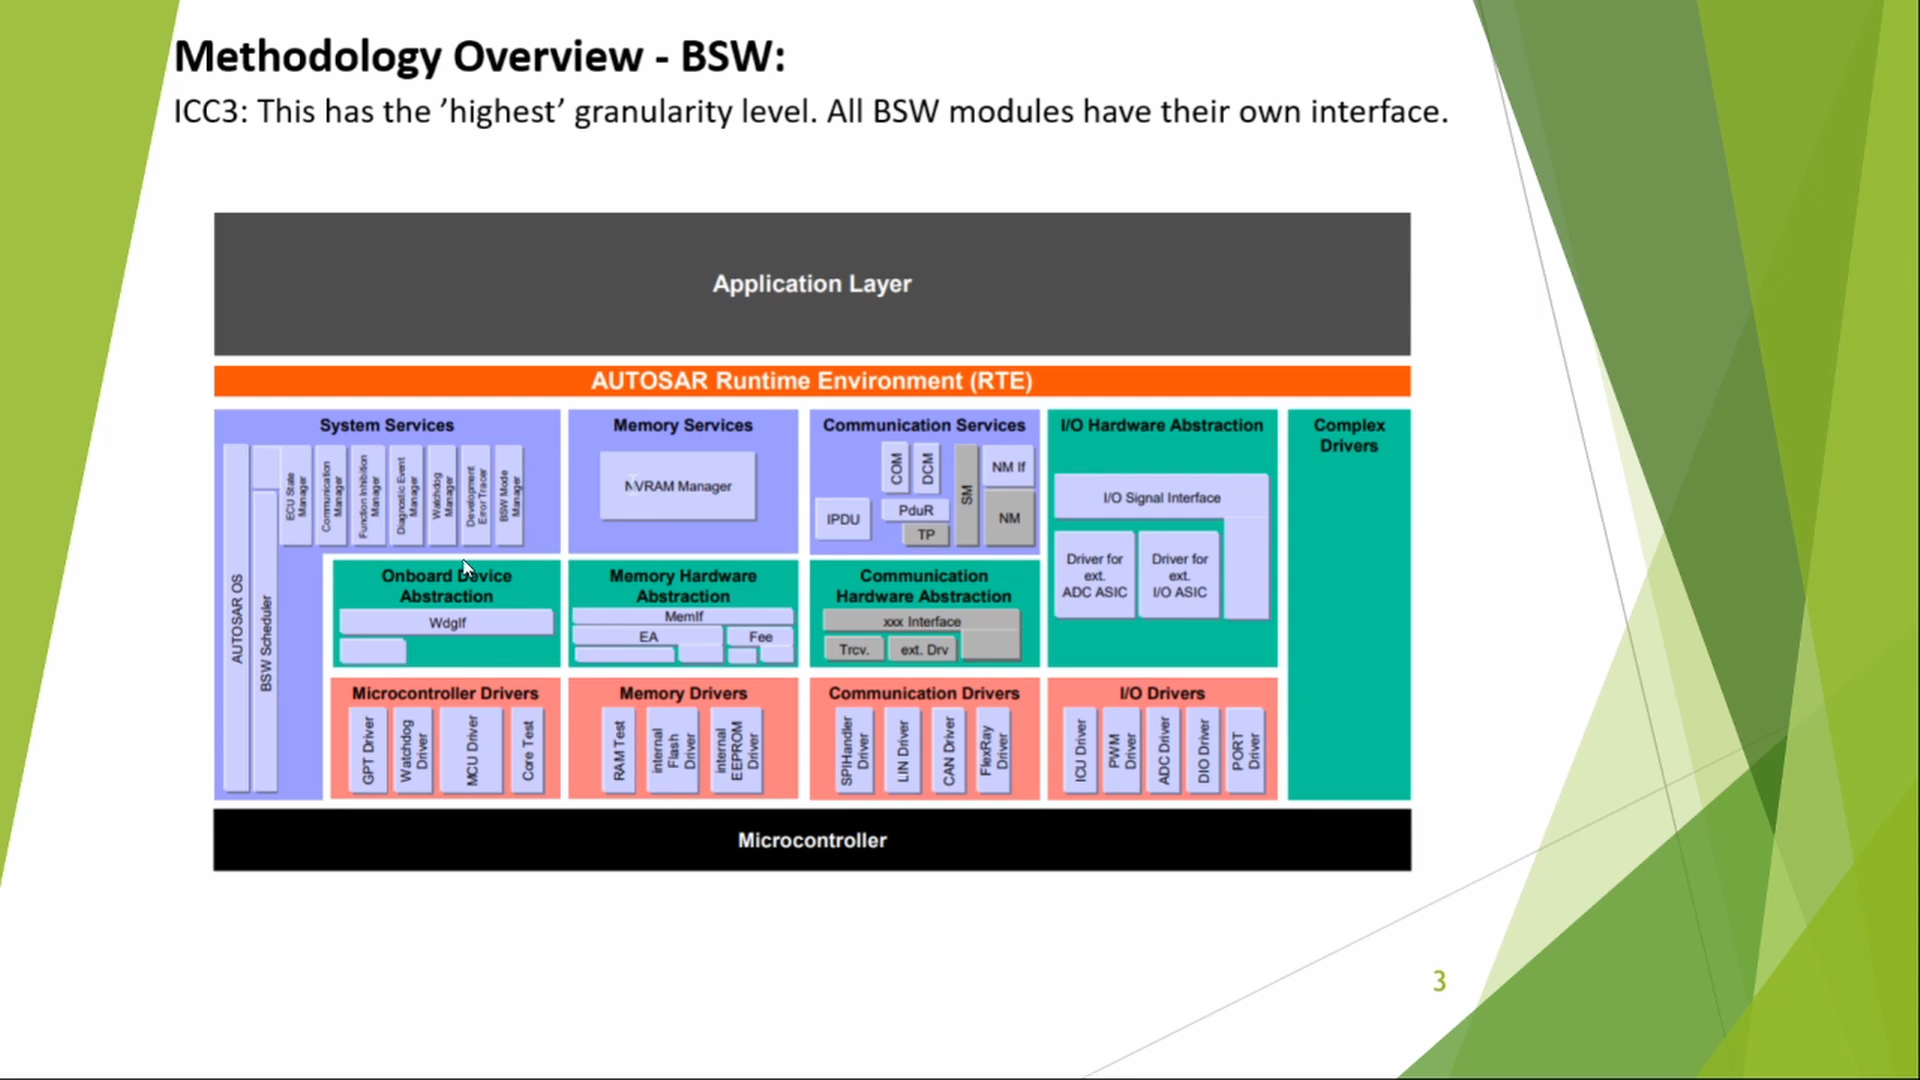 Methodology Overview - BSW:
ICC3: This has the ’highest’ granularity level. All BSW modules have their own interface.
Application Layer
AUTOSAR Runtime Environment (RTE)
System Services
AUTOSAR OS
BSW Scheduler
ECU State
Manager
Communication
Manager
Function Inhibition
Manager
Diagnostic Event
Manager
Watchdog
Manager
Development
Error Tracer
BSW Mode
Manager
Memory Services
NVRAM Manager
Communication Services
IPDU
COM
DCM
PduR
TP
SM
NM If
NM
I/O Hardware Abstraction
I/O Signal Interface
Driver for
ext.
ADC ASIC
Driver for
ext.
I/O ASIC
Complex
Drivers
Onboard Device
Abstraction
WdgIf
Memory Hardware
Abstraction
MemIf
EA
Fee
Communication
Hardware Abstraction
xxx Interface
Trcv.
ext. Drv
Microcontroller Drivers
GPT Driver
Watchdog
Driver
MCU Driver
Core Test
Memory Drivers
RAM Test
internal
Flash
Driver
internal
EEPROM
Driver
Communication Drivers
SPIHandler
Driver
LIN Driver
CAN Driver
FlexRay
Driver
I/O Drivers
ICU Driver
PWM
Driver
ADC Driver
DIO Driver
PORT
Driver
Microcontroller
3